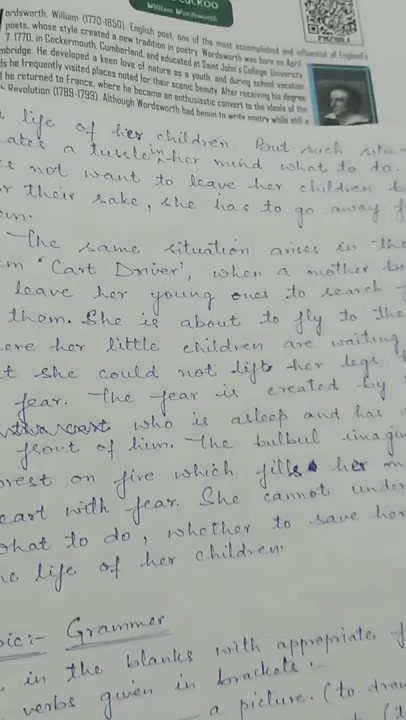 CUCKOO
William Wordsworth
ordsworth, William (1770-1850), English poet, one of the most accomplished and influential of England's
poets, whose style created a new tradition in poetry. Wordsworth was born on April
7, 1770, in Cockermouth, Cumberland, and educated at Saint John's College, University
mbridge. He developed a keen love of nature as a youth, and during school vacation
ds he frequently visited places noted for their scenic beauty. After receiving his degree
he returned to France, where he became an enthusiastic convert to the ideals of the
Revolution (1789-1799). Although Wordsworth had begun to write poetry while still a
life of her children. But such situ
ates a tussle in her mind what to do.
s not want to leave her children
r their sake, she has to go away f
The same situation arises in the
m "Cart Driver', when a mother
leave her young ones to search
them. She is about to fly to the
ere her little children are waiting
t she could not lift her legs
fear. The fear is created by
who is asleep and has
front of him. The bulbul imagin
orest on fire which fills her m
eart with fear. She cannot under
what to do, whether to save her
he life of her children.
pic:- Grammer
in the blanks with appropriate f
verbs given in brackets.
a picture. (to draw